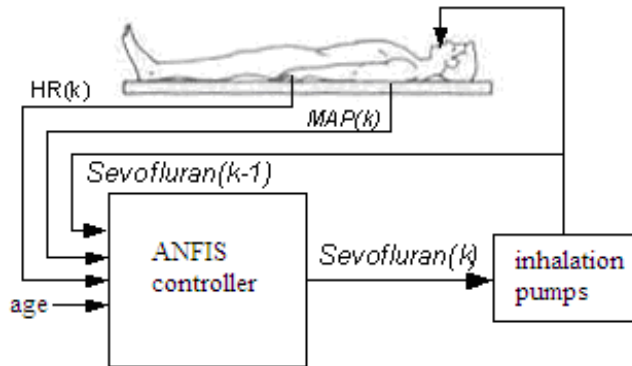 HR(k)
MAP(k)
Sevofluran(k-1)
ANFIS
controller
Sevofluran(k)
inhalation
pumps
age